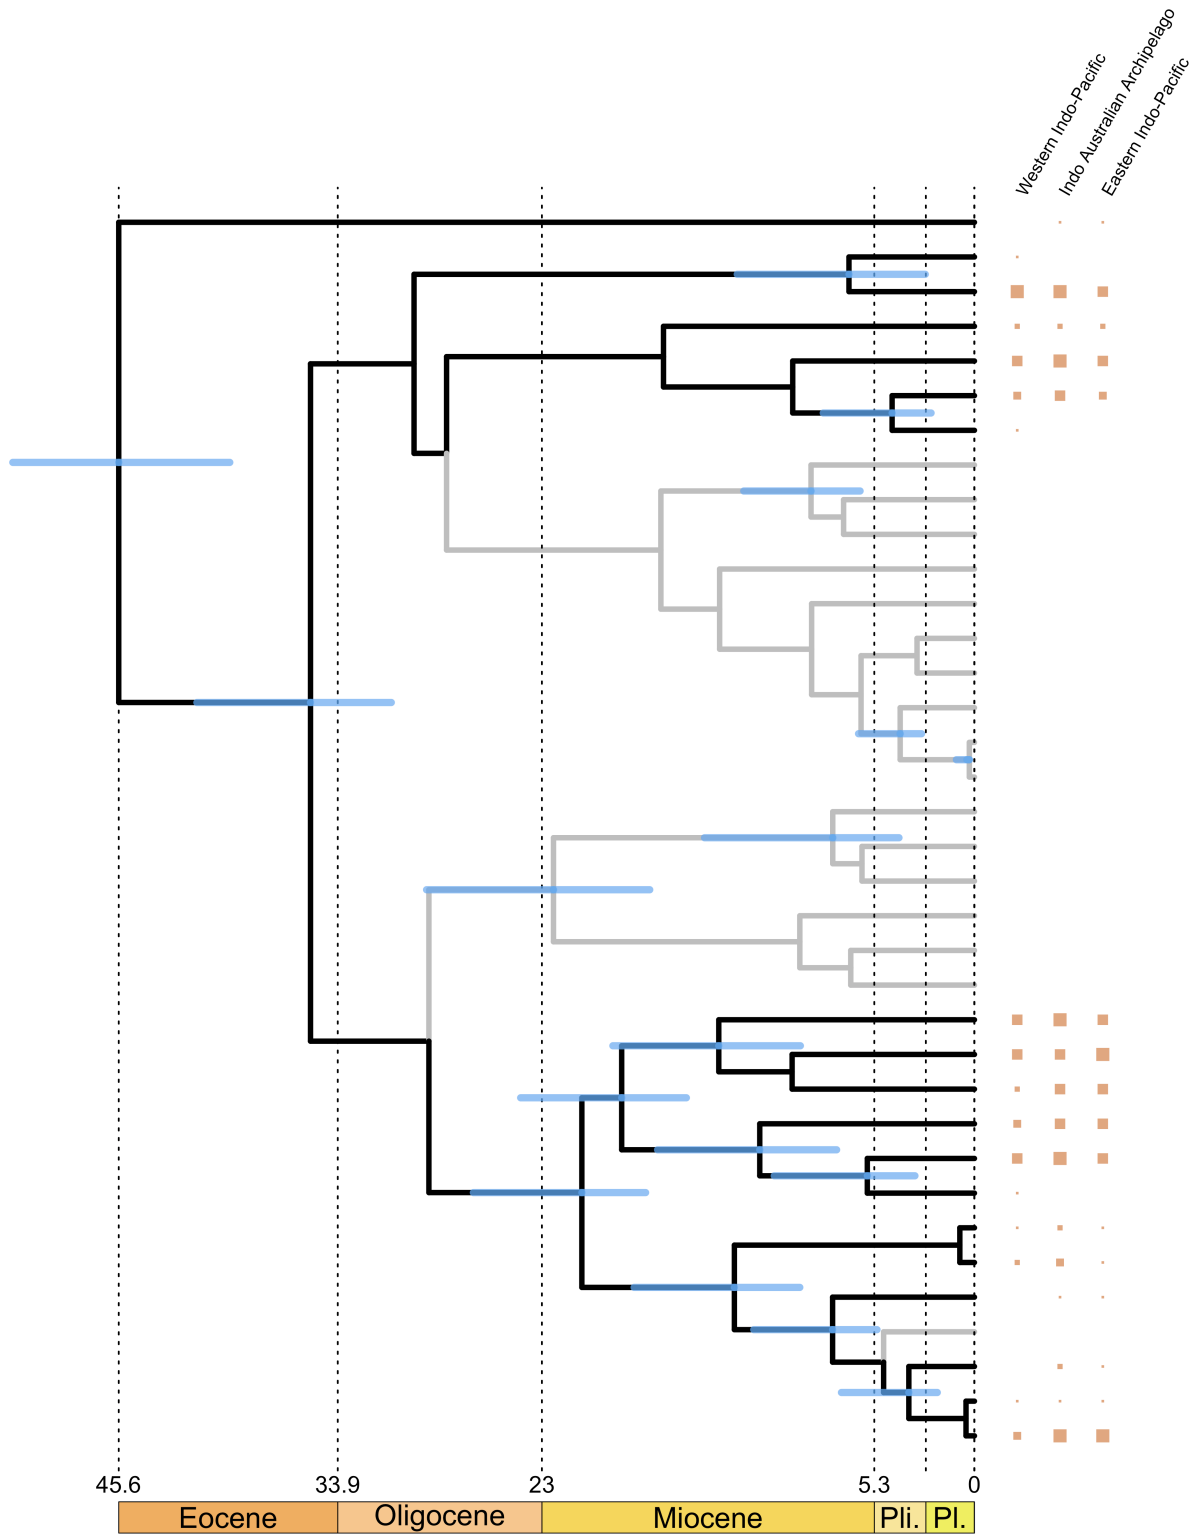 Western Indo-Pacific
Indo Australian Archipelago
Eastern Indo-Pacific
45.6 33.9 23 5.3 0
Eocene Oligocene Miocene Pli. Pl.